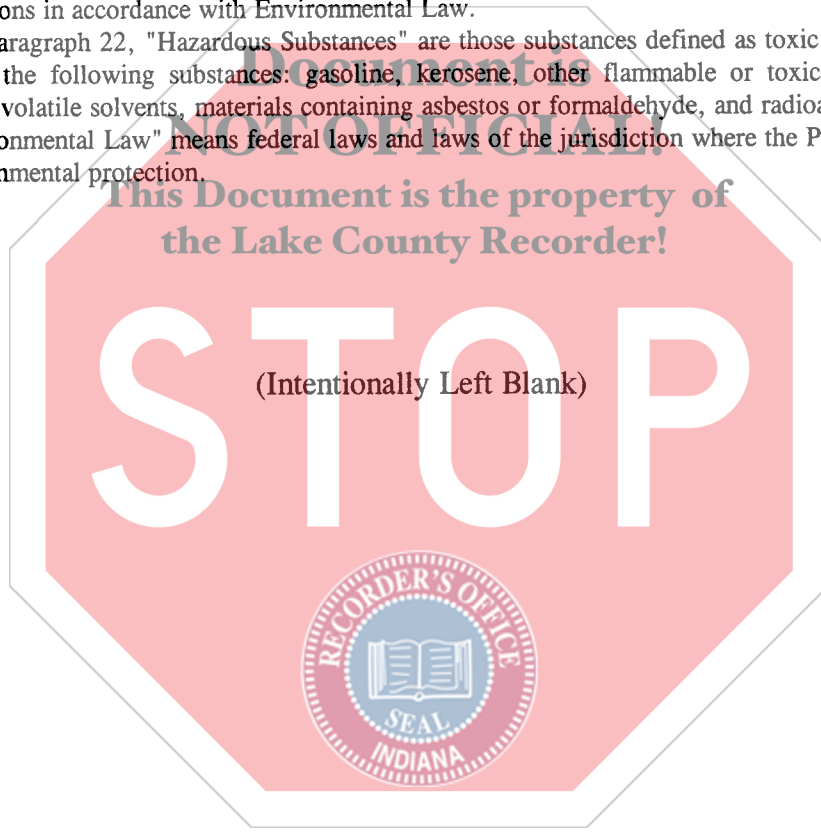 ons in accordance with Environmental Law.
aragraph 22, "Hazardous Substances" are those substances defined as toxic
the following substances: gasoline, kerosene, other flammable or toxic
volatile solvents, materials containing asbestos or formaldehyde, and radioa
onmental Law" means federal laws and laws of the jurisdiction where the P
nmental protection.
Document is
NOT OFFICIAL!
This Document is the property of
the Lake County Recorder!
STOP
(Intentionally Left Blank)
RECORDER'S OFFICE
SEAL
INDIANA